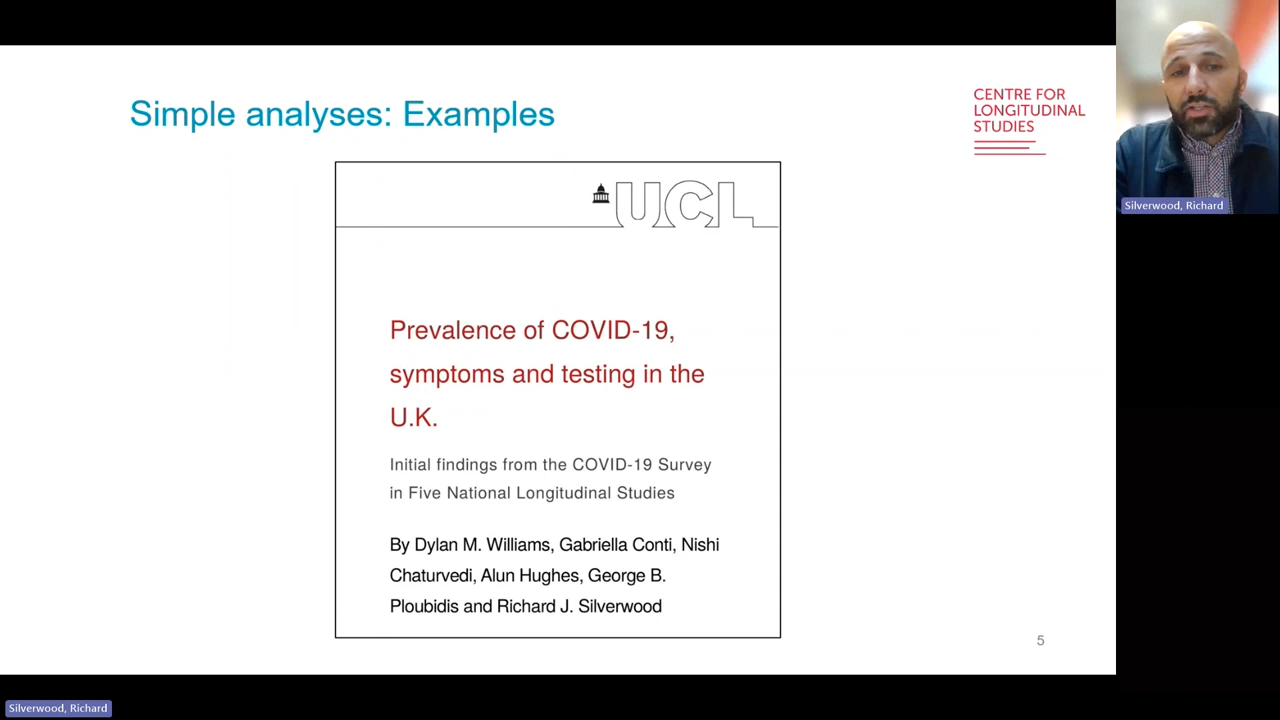 Simple analyses: Examples
CENTRE FOR
LONGITUDINAL
STUDIES
UCL
Prevalence of COVID-19,
symptoms and testing in the
U.K.
Initial findings from the COVID-19 Survey
in Five National Longitudinal Studies
By Dylan M. Williams, Gabriella Conti, Nishi
Chaturvedi, Alun Hughes, George B.
Ploubidis and Richard J. Silverwood
5
Silverwood, Richard
Silverwood, Richard